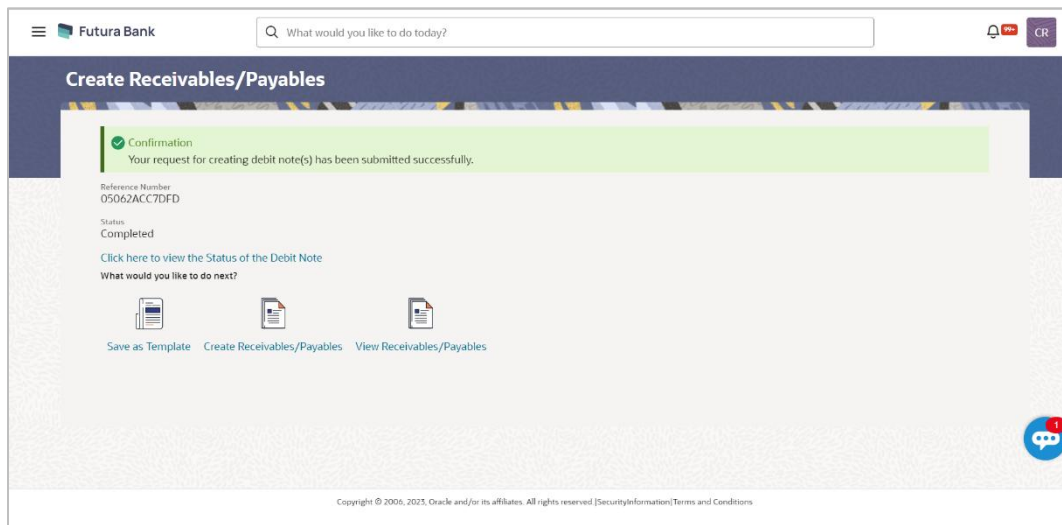 Futura Bank
What would you like to do today?
99+
CR
Create Receivables/Payables
Confirmation
Your request for creating debit note(s) has been submitted successfully.
Reference Number
05062ACC7DFD
Status
Completed
Click here to view the Status of the Debit Note
What would you like to do next?
Save as Template Create Receivables/Payables View Receivables/Payables
1
Copyright © 2006, 2023, Oracle and/or its affiliates. All rights reserved.|SecurityInformation|Terms and Conditions